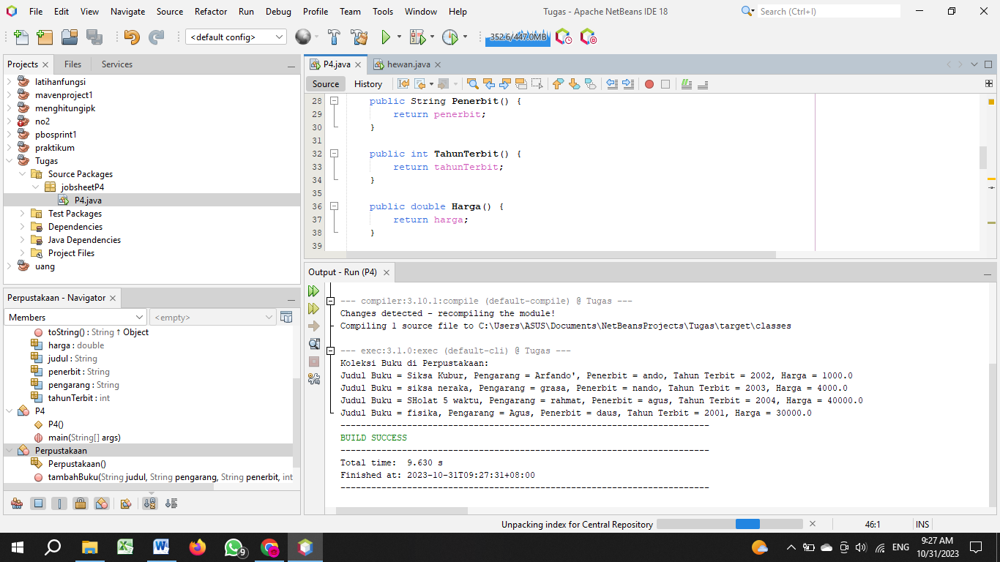 File Edit View Navigate Source Refactor Run Debug Profile Team Tools Window Help Tugas - Apache NetBeans IDE 18 Search (Ctrl+I)
<default config> 352.6/447.0MB
Projects Files Services
latihanfungsi
mavenproject1
menghitungipk
no2
pbosprint1
praktikum
Tugas
Source Packages
jobsheetP4
P4.java
Test Packages
Dependencies
Java Dependencies
Project Files
uang
Perpustakaan - Navigator
Members <empty>
toString() : String ↑ Object
harga : double
judul : String
penerbit : String
pengarang : String
tahunTerbit : int
P4
P4()
main(String[] args)
Perpustakaan
Perpustakaan()
tambahBuku(String judul, String pengarang, String penerbit, int
P4.java hewan.java
Source History
28 public String Penerbit() {
29 return penerbit;
30 }
31
32 public int TahunTerbit() {
33 return tahunTerbit;
34 }
35
36 public double Harga() {
37 return harga;
38 }
39
Output - Run (P4)
--- compiler:3.10.1:compile (default-compile) @ Tugas ---
Changes detected - recompiling the module!
Compiling 1 source file to C:\Users\ASUS\Documents\NetBeansProjects\Tugas\target\classes
--- exec:3.1.0:exec (default-cli) @ Tugas ---
Koleksi Buku di Perpustakaan:
Judul Buku = Siksa Kubur, Pengarang = Arfando', Penerbit = ando, Tahun Terbit = 2002, Harga = 1000.0
Judul Buku = siksa neraka, Pengarang = grasa, Penerbit = nando, Tahun Terbit = 2003, Harga = 4000.0
Judul Buku = SHolat 5 waktu, Pengarang = rahmat, Penerbit = agus, Tahun Terbit = 2004, Harga = 40000.0
Judul Buku = fisika, Pengarang = Agus, Penerbit = daus, Tahun Terbit = 2001, Harga = 30000.0
------------------------------------------------------------------------
BUILD SUCCESS
------------------------------------------------------------------------
Total time: 9.630 s
Finished at: 2023-10-31T09:27:31+08:00
------------------------------------------------------------------------
Unpacking index for Central Repository 46:1 INS
9 ENG 9:27 AM
10/31/2023